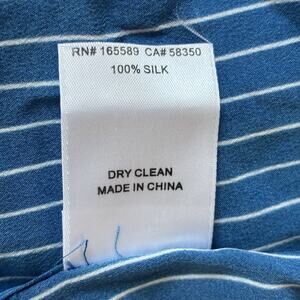 RN# 165589 CA# 58350
100% SILK
DRY CLEAN
MADE IN CHINA